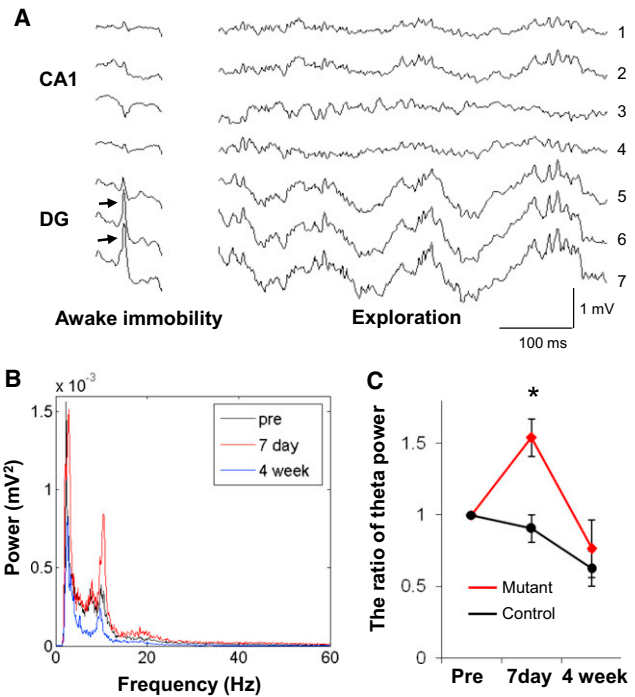 A
CA1
DG
1
2
3
4
5
6
7
Awake immobility
Exploration
1 mV
100 ms
B
x 10⁻³
1.5
1
0.5
0
Power (mV²)
pre
7 day
4 week
0
20
40
60
Frequency (Hz)
C
*
1.5
1
0.5
The ratio of theta power
Mutant
Control
Pre
7day
4 week